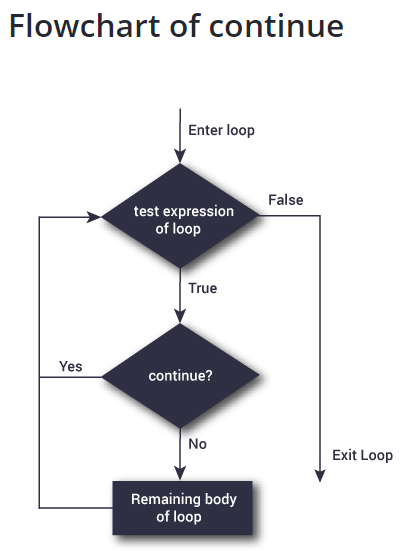 Flowchart of continue
Enter loop
test expression
of loop
False
True
continue?
Yes
No
Exit Loop
Remaining body
of loop